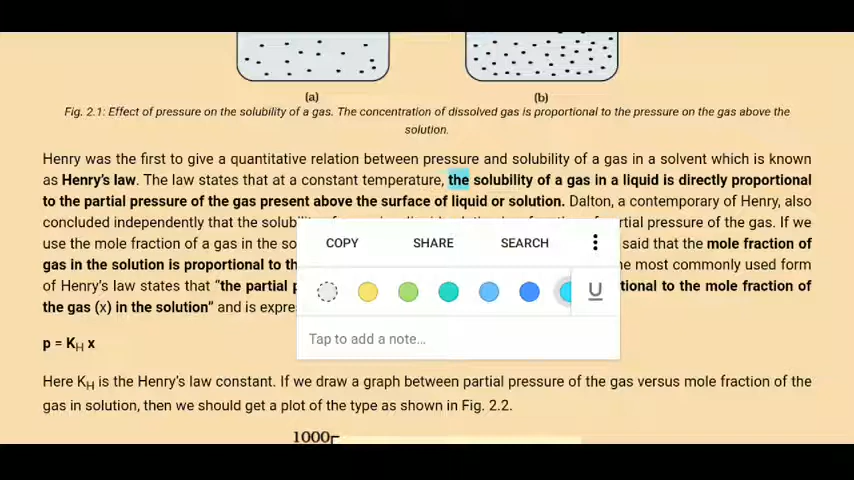 (a) (b)
Fig. 2.1: Effect of pressure on the solubility of a gas. The concentration of dissolved gas is proportional to the pressure on the gas above the
solution.
Henry was the first to give a quantitative relation between pressure and solubility of a gas in a solvent which is known
as Henry's law. The law states that at a constant temperature, the solubility of a gas in a liquid is directly proportional
to the partial pressure of the gas present above the surface of liquid or solution. Dalton, a contemporary of Henry, also
concluded independently that the partial pressure of the gas. If we
use the mole fraction of a gas in the so said that the mole fraction of
gas in the solution is proportional to th most commonly used form
of Henry's law states that "the partial to the mole fraction of
the gas (x) in the solution" and is expre
COPY SHARE SEARCH
U
Tap to add a note...
p = KH x
Here KH is the Henry's law constant. If we draw a graph between partial pressure of the gas versus mole fraction of the
gas in solution, then we should get a plot of the type as shown in Fig. 2.2.
1000